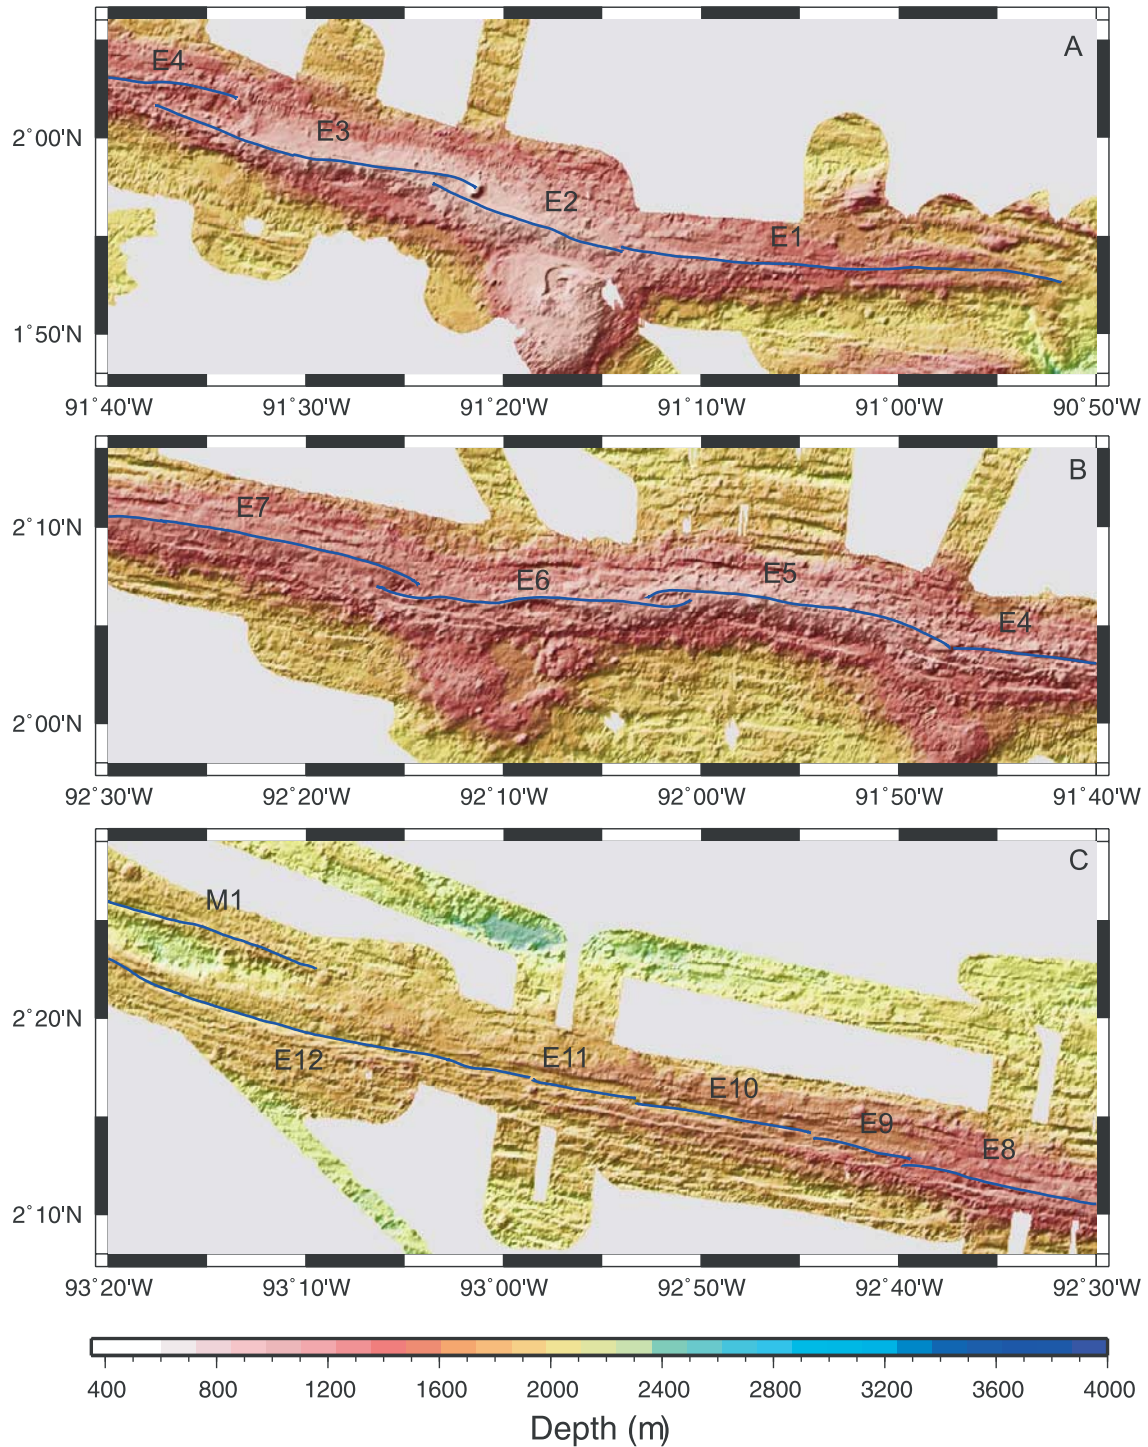 A
E4
E3
E2
E1
2°00'N
1°50'N
91°40'W 91°30'W 91°20'W 91°10'W 91°00'W 90°50'W
B
E7
E6
E5
E4
2°10'N
2°00'N
92°30'W 92°20'W 92°10'W 92°00'W 91°50'W 91°40'W
C
M1
E12
E11
E10
E9
E8
2°20'N
2°10'N
93°20'W 93°10'W 93°00'W 92°50'W 92°40'W 92°30'W
400 800 1200 1600 2000 2400 2800 3200 3600 4000
Depth (m)